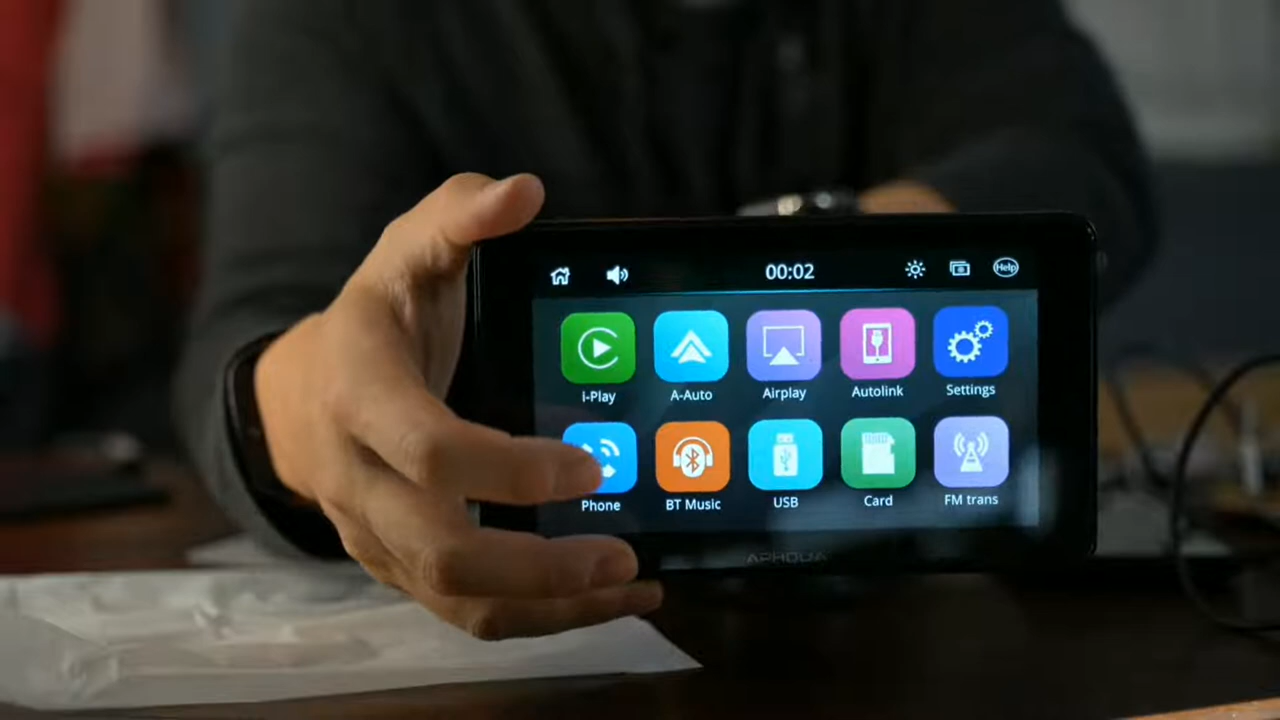 00:02
Help
i-Play
A-Auto
Airplay
Autolink
Settings
Phone
BT Music
USB
Card
FM trans